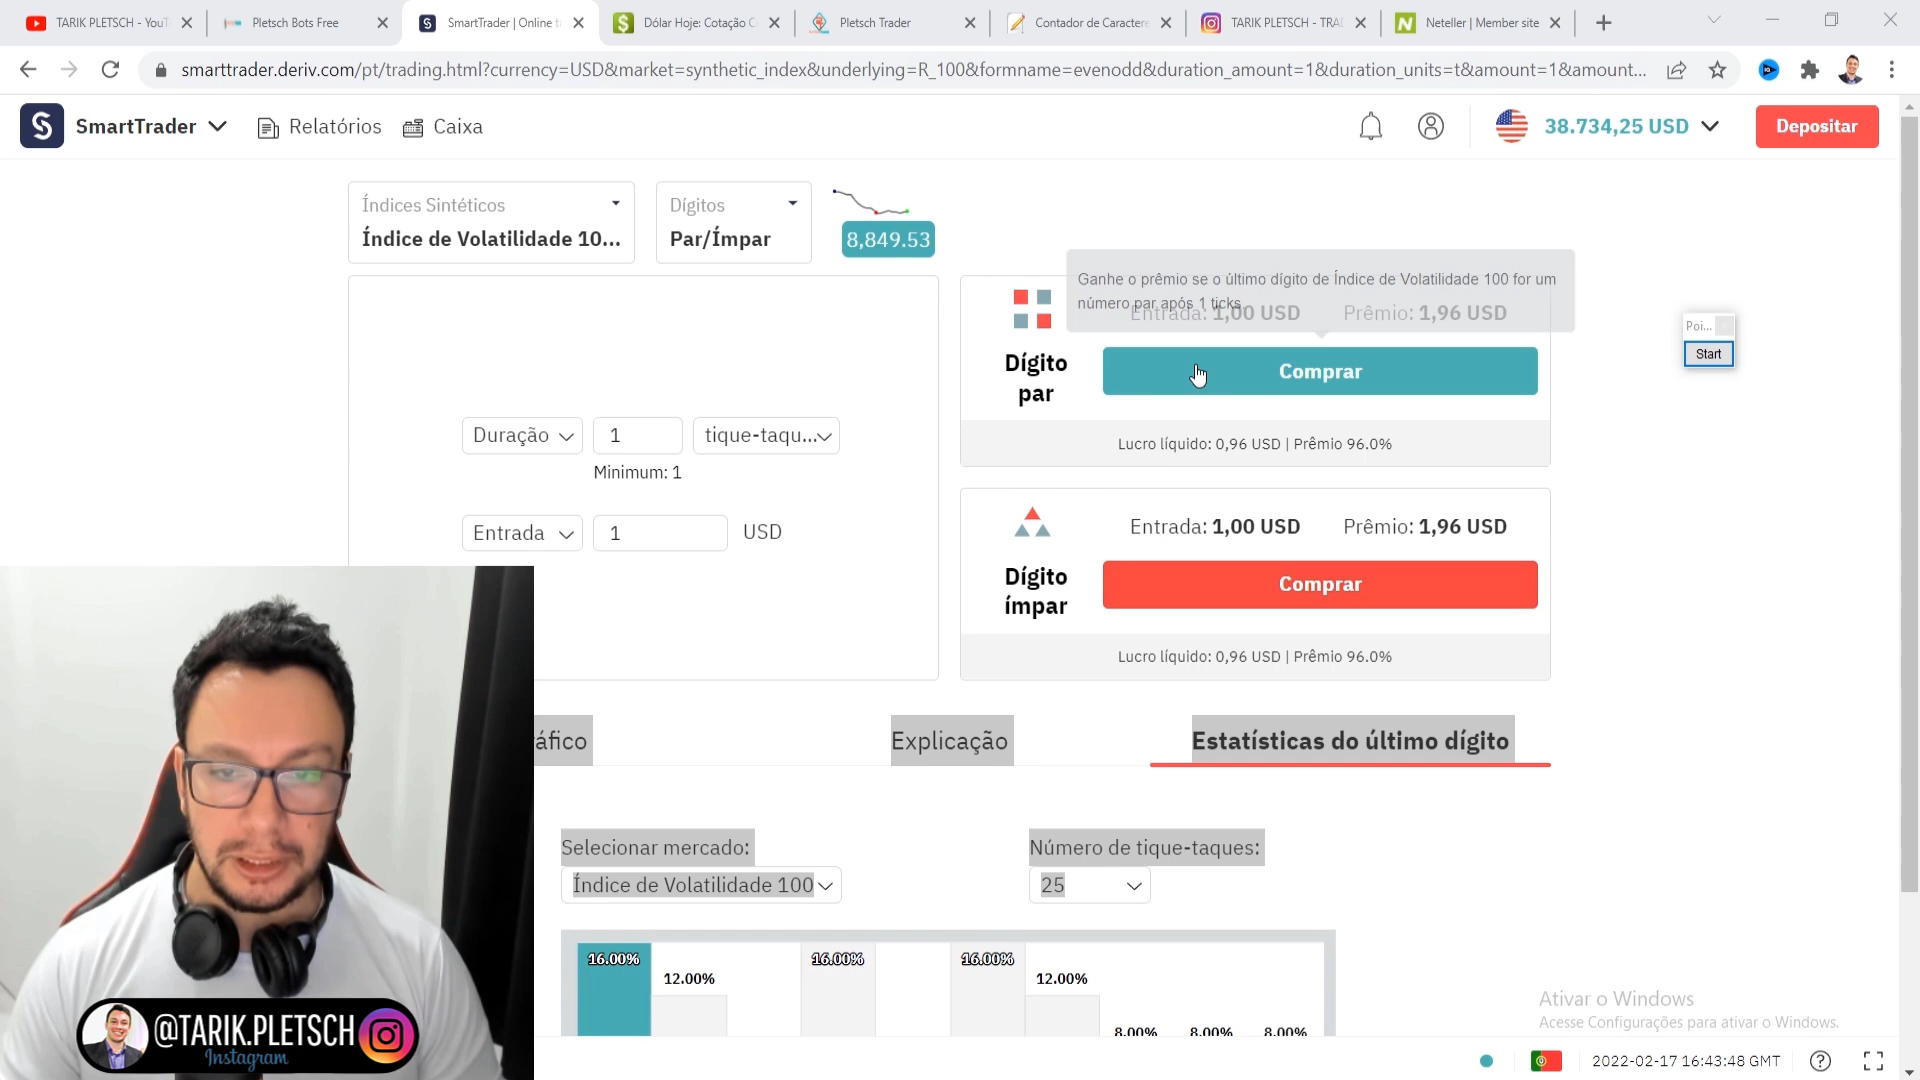 TARIK PLETSCH - YouT
Pletsch Bots Free
SmartTrader | Online t
Dólar Hoje: Cotação C
Pletsch Trader
Contador de Caractere
TARIK PLETSCH - TRA
Neteller | Member site
smarttrader.deriv.com/pt/trading.html?currency=USD&market=synthetic_index&underlying=R_100&formname=evenodd&duration_amount=1&duration_units=t&amount=1&amount...
SmartTrader
Relatórios
Caixa
38.734,25 USD
Depositar
Índices Sintéticos
Índice de Volatilidade 10...
Dígitos
Par/Ímpar
8,849.53
Ganhe o prêmio se o último dígito de Índice de Volatilidade 100 for um
número par após 1 ticks.
Entrada: 1,00 USD
Prêmio: 1,96 USD
Dígito
par
Comprar
Lucro líquido: 0,96 USD | Prêmio 96.0%
Poi...
Start
Duração
1
tique-taqu...
Minimum: 1
Entrada
1
USD
Entrada: 1,00 USD
Prêmio: 1,96 USD
Dígito
ímpar
Comprar
Lucro líquido: 0,96 USD | Prêmio 96.0%
áfico
Explicação
Estatísticas do último dígito
Selecionar mercado:
Índice de Volatilidade 100
Número de tique-taques:
25
16.00%
12.00%
16.00%
16.00%
12.00%
8.00%
8.00%
8.00%
@TARIK.PLETSCH
Instagram
Ativar o Windows
Acesse Configurações para ativar o Windows.
2022-02-17 16:43:48 GMT